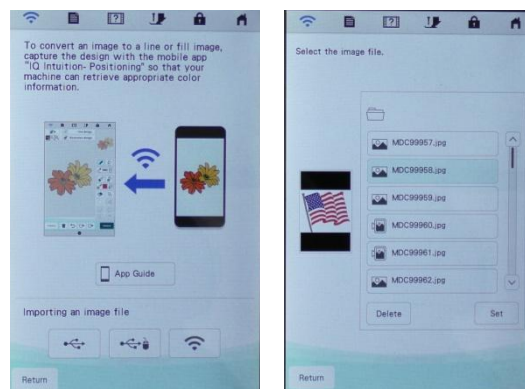 To convert an image to a line or fill image,
capture the design with the mobile app
"IQ Intuition- Positioning" so that your
machine can retrieve appropriate color
information.
App Guide
Importing an image file
Return
Select the image file.
MDC99957.jpg
MDC99958.jpg
MDC99959.jpg
MDC99960.jpg
MDC99961.jpg
MDC99962.jpg
Delete
Set
Return